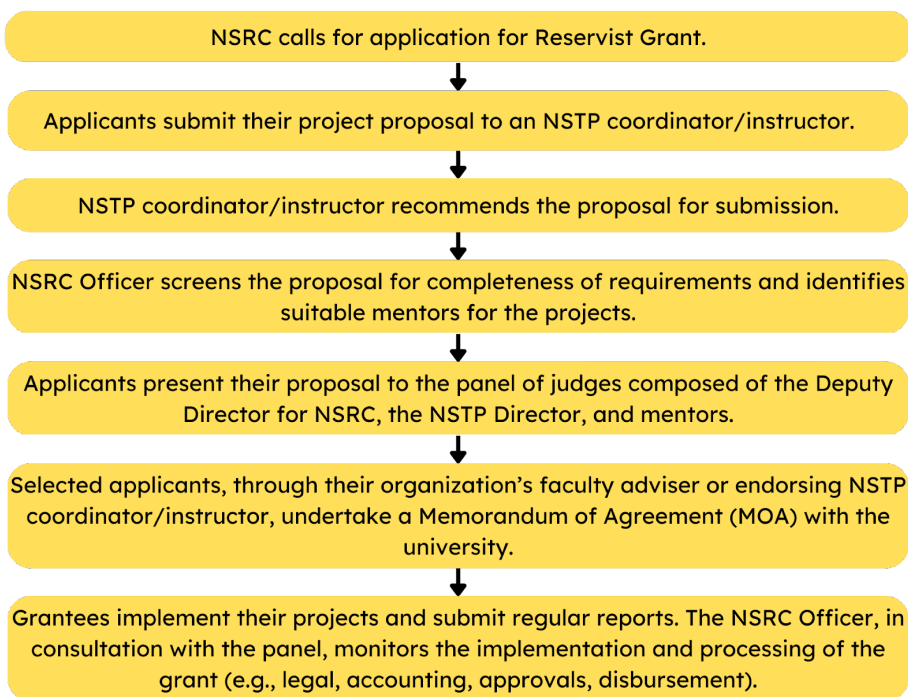 NSRC calls for application for Reservist Grant.
Applicants submit their project proposal to an NSTP coordinator/instructor.
NSTP coordinator/instructor recommends the proposal for submission.
NSRC Officer screens the proposal for completeness of requirements and identifies
suitable mentors for the projects.
Applicants present their proposal to the panel of judges composed of the Deputy
Director for NSRC, the NSTP Director, and mentors.
Selected applicants, through their organization’s faculty adviser or endorsing NSTP
coordinator/instructor, undertake a Memorandum of Agreement (MOA) with the
university.
Grantees implement their projects and submit regular reports. The NSRC Officer, in
consultation with the panel, monitors the implementation and processing of the
grant (e.g., legal, accounting, approvals, disbursement).